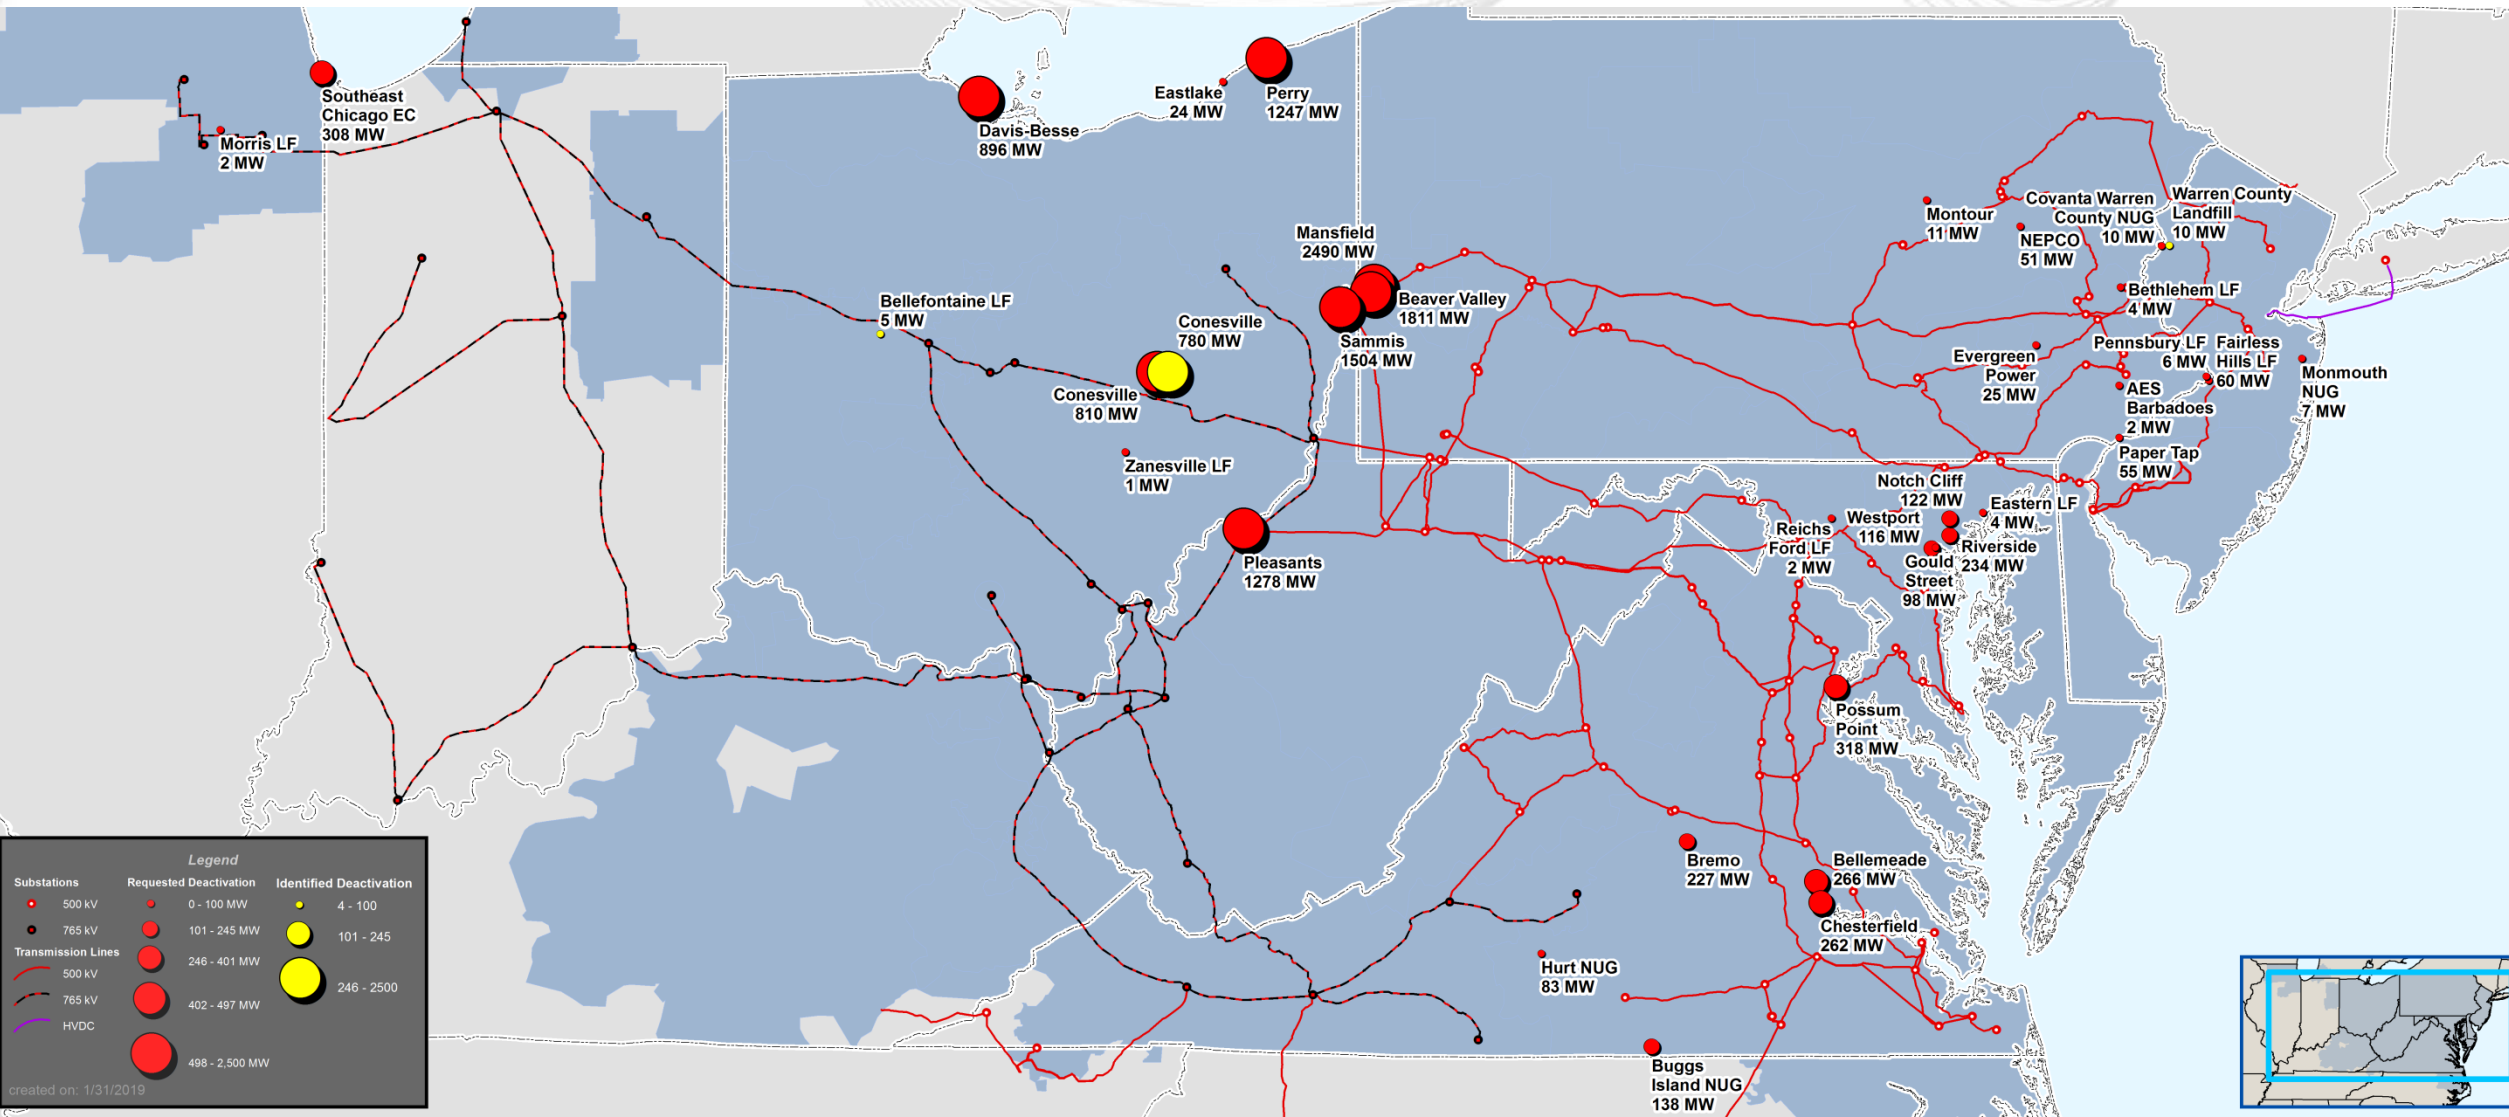 Southeast
Chicago EC
308 MW
Morris LF
2 MW
Davis-Besse
896 MW
Eastlake
24 MW
Perry
1247 MW
Mansfield
2490 MW
Beaver Valley
1811 MW
Sammis
1504 MW
Bellefontaine LF
5 MW
Conesville
780 MW
Conesville
810 MW
Zanesville LF
1 MW
Pleasants
1278 MW
Montour
11 MW
NEPCO
51 MW
Covanta Warren
County NUG
10 MW
Warren County
Landfill
10 MW
Bethlehem LF
4 MW
Pennsbury LF
6 MW
Fairless
Hills LF
60 MW
Evergreen
Power
25 MW
AES
Barbadoes
2 MW
Monmouth
NUG
7 MW
Paper Tap
55 MW
Notch Cliff
122 MW
Eastern LF
4 MW
Westport
116 MW
Reichs
Ford LF
2 MW
Riverside
234 MW
Gould
Street
98 MW
Possum
Point
318 MW
Bremo
227 MW
Bellemeade
266 MW
Chesterfield
262 MW
Hurt NUG
83 MW
Buggs
Island NUG
138 MW
Legend
Substations
500 kV
765 kV
Transmission Lines
500 kV
765 kV
HVDC
Requested Deactivation
0 - 100 MW
101 - 245 MW
246 - 401 MW
402 - 497 MW
498 - 2,500 MW
Identified Deactivation
4 - 100
101 - 245
246 - 2500
created on: 1/31/2019